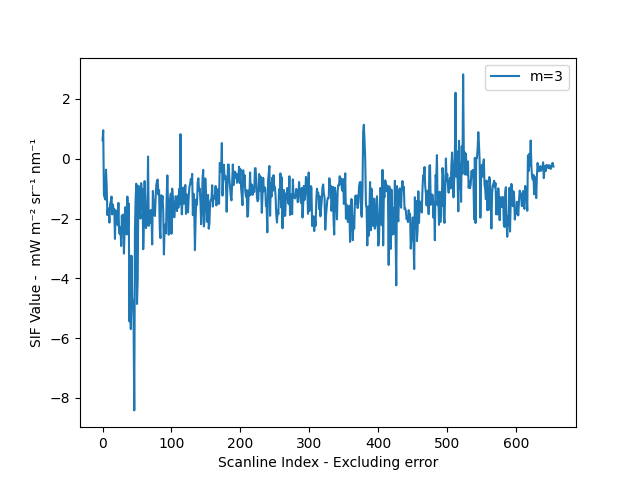 m=3
2
0
−2
−4
−6
−8
SIF Value -  mW m⁻² sr⁻¹ nm⁻¹
0 100 200 300 400 500 600
Scanline Index - Excluding error